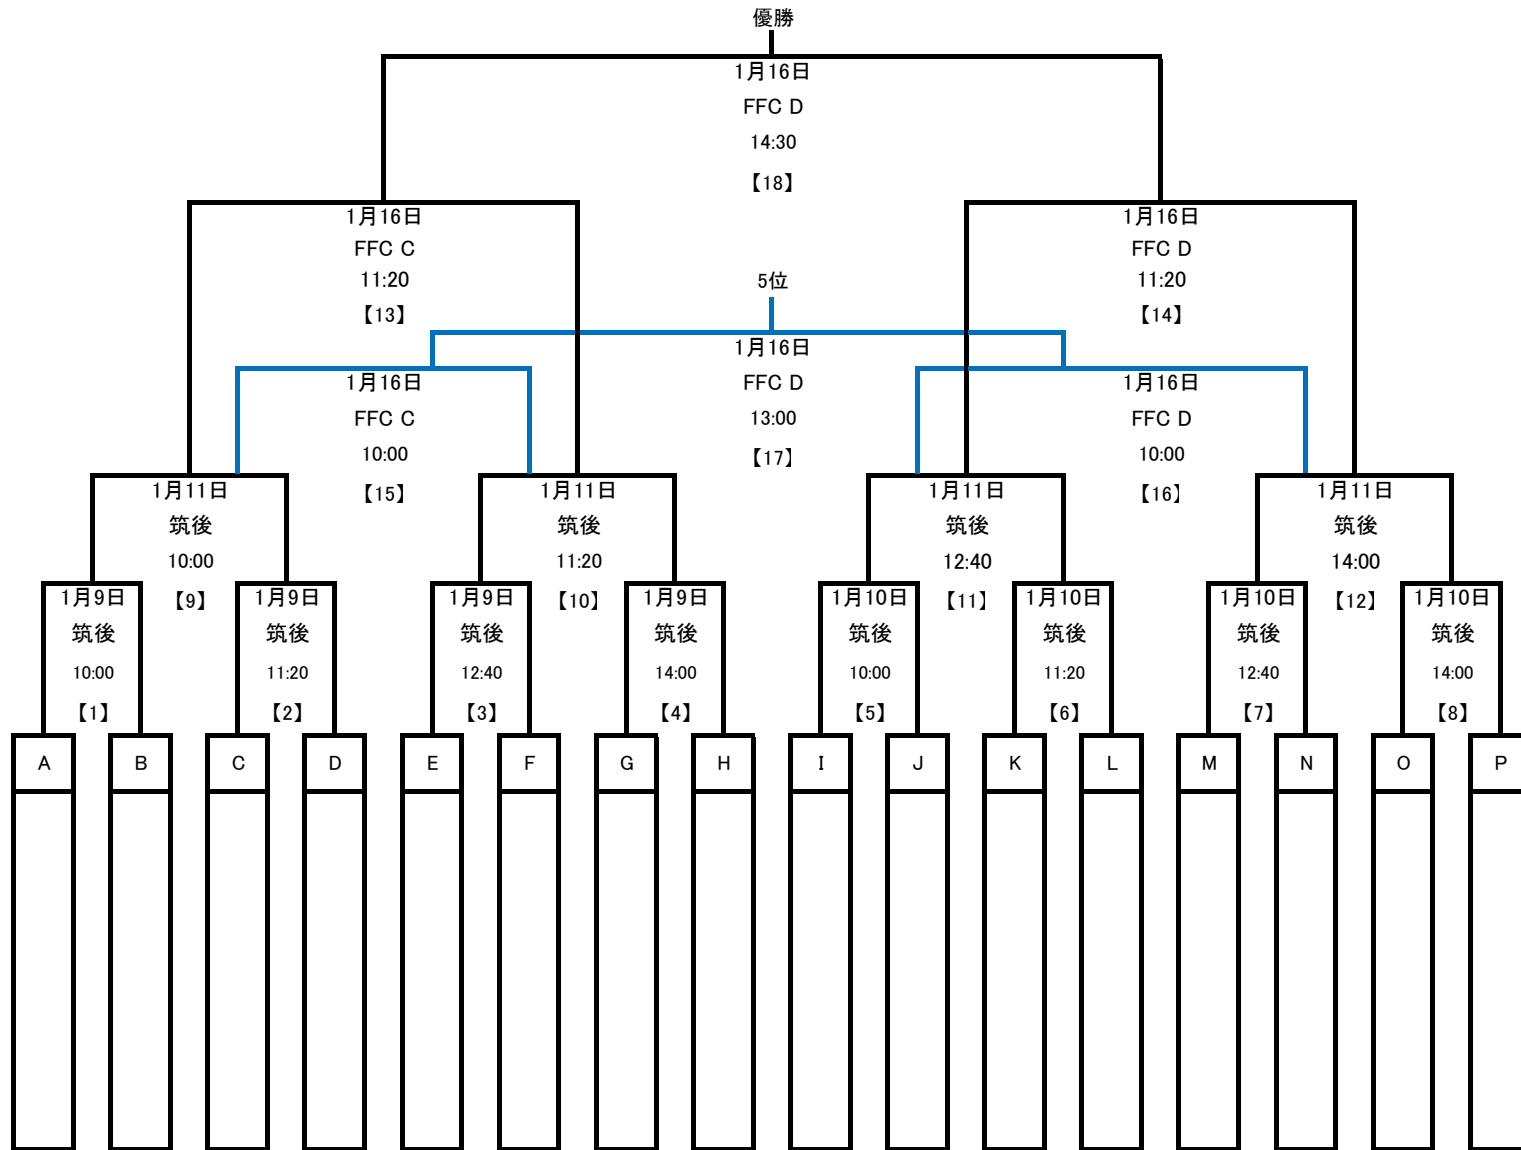 優勝
1月16日
FFC D
14:30
【18】
1月16日
FFC C
11:20
【13】
1月16日
FFC D
11:20
【14】
5位
1月16日
FFC D
13:00
【17】
1月16日
FFC C
10:00
【15】
1月16日
FFC D
10:00
【16】
1月11日
筑後
10:00
【9】
1月11日
筑後
11:20
【10】
1月11日
筑後
12:40
【11】
1月11日
筑後
14:00
【12】
1月9日
筑後
10:00
【1】
1月9日
筑後
11:20
【2】
1月9日
筑後
12:40
【3】
1月9日
筑後
14:00
【4】
1月10日
筑後
10:00
【5】
1月10日
筑後
11:20
【6】
1月10日
筑後
12:40
【7】
1月10日
筑後
14:00
【8】
A B C D E F G H I J K L M N O P